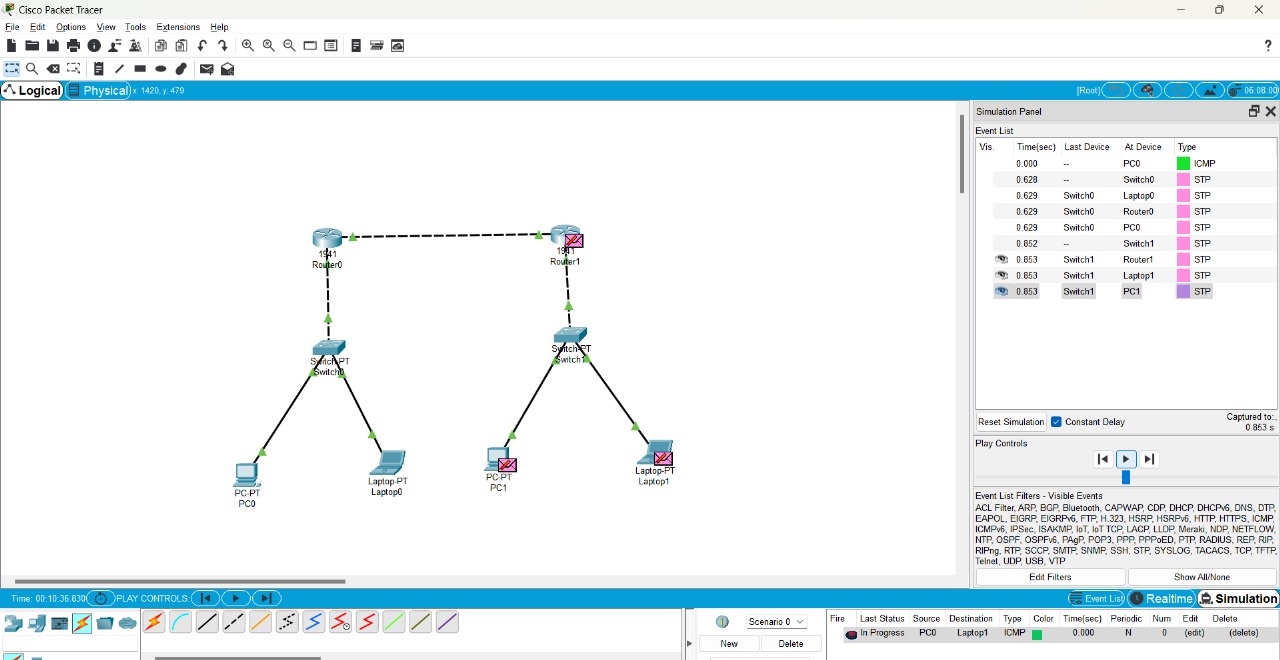 Cisco Packet Tracer
File Edit Options View Tools Extensions Help
?
Logical Physical x: 1420, y: 479 [Root] 06:08:00
Simulation Panel
Event List
Vis. Time(sec) Last Device At Device Type
0.000 -- PC0 ICMP
0.628 -- Switch0 STP
0.629 Switch0 Laptop0 STP
0.629 Switch0 Router0 STP
0.629 Switch0 PC0 STP
0.852 -- Switch1 STP
0.853 Switch1 Router1 STP
0.853 Switch1 Laptop1 STP
0.853 Switch1 PC1 STP
1941
Router0
1941
Router1
Switch-PT
Switch0
Switch-PT
Switch1
PC-PT
PC0
Laptop-PT
Laptop0
PC-PT
PC1
Laptop-PT
Laptop1
Reset Simulation Constant Delay Captured to:
0.853 s
Play Controls
Event List Filters - Visible Events
ACL Filter, ARP, BGP, Bluetooth, CAPWAP, CDP, DHCP, DHCPv6, DNS, DTP,
EAPOL, EIGRP, EIGRPv6, FTP, H.323, HSRP, HSRPv6, HTTP, HTTPS, ICMP,
ICMPv6, IPSec, ISAKMP, IoT, IoT TCP, LACP, LLDP, Meraki, NDP, NETFLOW,
NTP, OSPF, OSPFv6, PAgP, POP3, PPP, PPPoED, PTP, RADIUS, REP, RIP,
RIPng, RTP, SCCP, SMTP, SNMP, SSH, STP, SYSLOG, TACACS, TCP, TFTP,
Telnet, UDP, USB, VTP
Edit Filters Show All/None
Time: 00:10:36.830 PLAY CONTROLS: Event List Realtime Simulation
Scenario 0
New Delete
Fire Last Status Source Destination Type Color Time(sec) Periodic Num Edit Delete
In Progress PC0 Laptop1 ICMP 0.000 N 0 (edit) (delete)